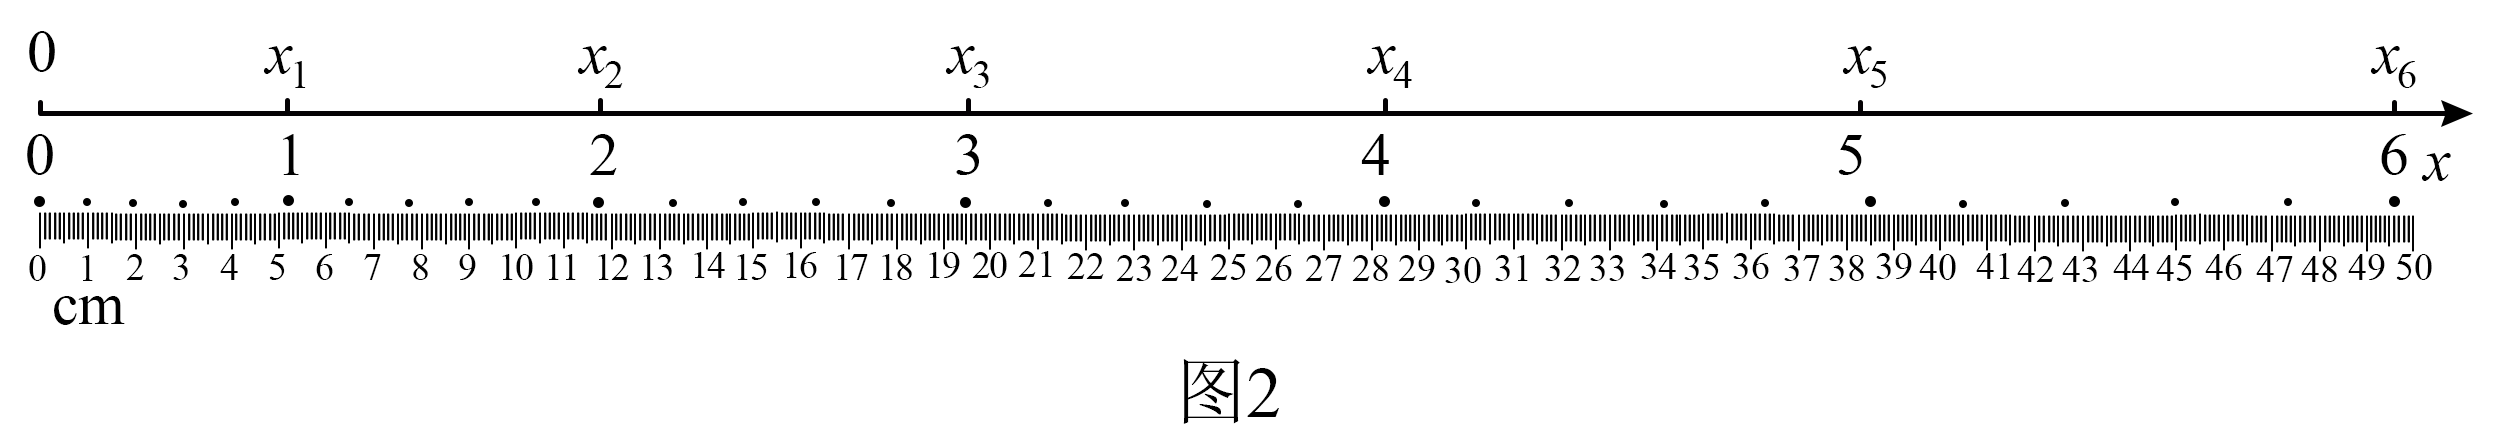 0 x₁ x₂ x₃ x₄ x₅ x₆
0 1 2 3 4 5 6 x
0 1 2 3 4 5 6 7 8 9 10 11 12 13 14 15 16 17 18 19 20 21 22 23 24 25 26 27 28 29 30 31 32 33 34 35 36 37 38 39 40 41 42 43 44 45 46 47 48 49 50
cm
图2